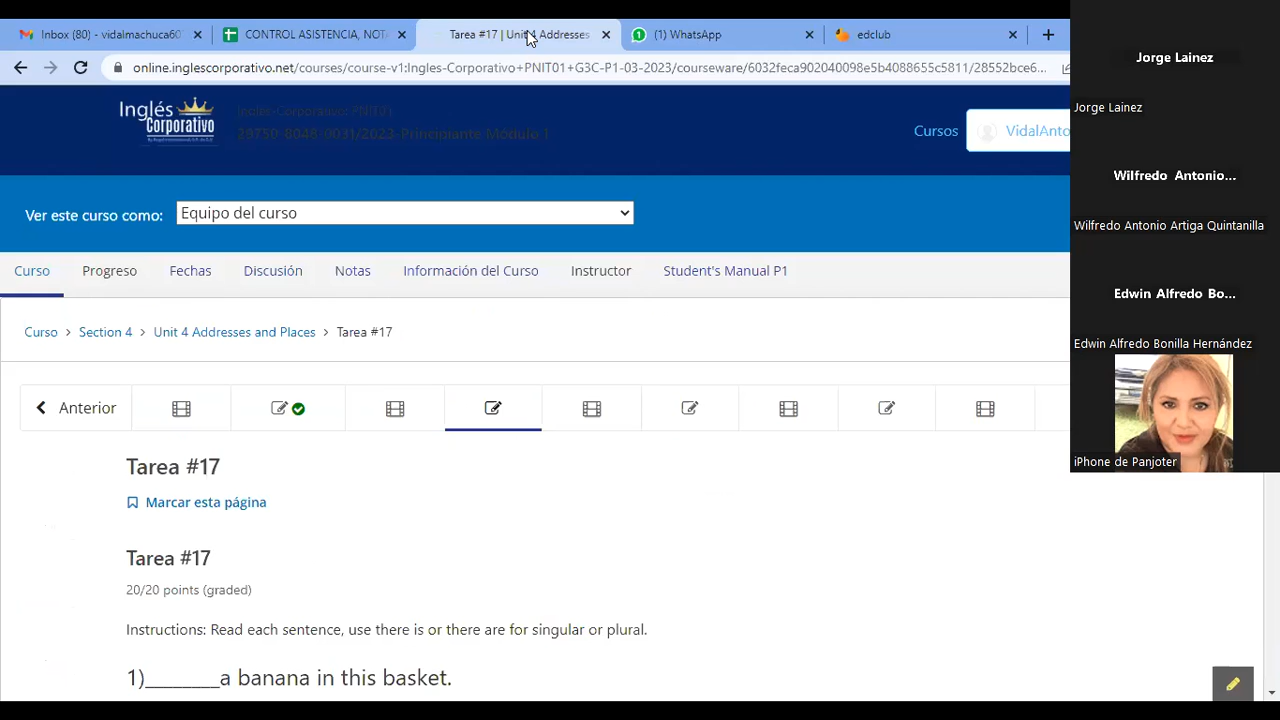 Inbox (80) - vidalmachuca60
CONTROL ASISTENCIA, NOT
Tarea #17 | Unit 4 Addresses
(1) WhatsApp
edclub
online.inglescorporativo.net/courses/course-v1:Ingles-Corporativo+PNIT01+G3C-P1-03-2023/courseware/6032feca902040098e5b4088655c5811/28552bce6...
Inglés
Corporativo
Ingles-Corporativo PNIT01
Cursos
VidalAnto
Ver este curso como:
Equipo del curso
Curso
Progreso
Fechas
Discusión
Notas
Información del Curso
Instructor
Student's Manual P1
Curso > Section 4 > Unit 4 Addresses and Places > Tarea #17
Anterior
Tarea #17
Marcar esta página
Tarea #17
20/20 points (graded)
Instructions: Read each sentence, use there is or there are for singular or plural.
1)________a banana in this basket.
Jorge Lainez
Jorge Lainez
Wilfredo Antonio...
Wilfredo Antonio Artiga Quintanilla
Edwin Alfredo Bo...
Edwin Alfredo Bonilla Hernández
iPhone de Panjoter